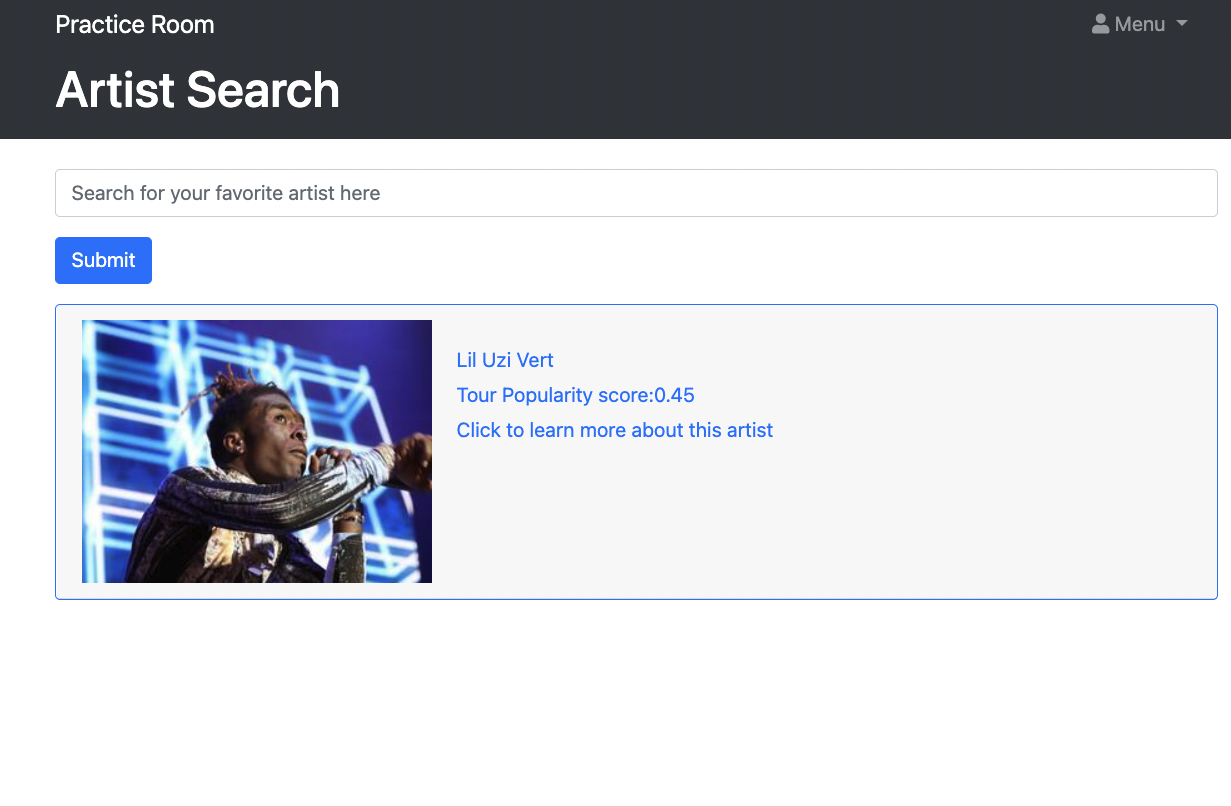 Practice Room
Menu
Artist Search
Search for your favorite artist here
Submit
Lil Uzi Vert
Tour Popularity score:0.45
Click to learn more about this artist